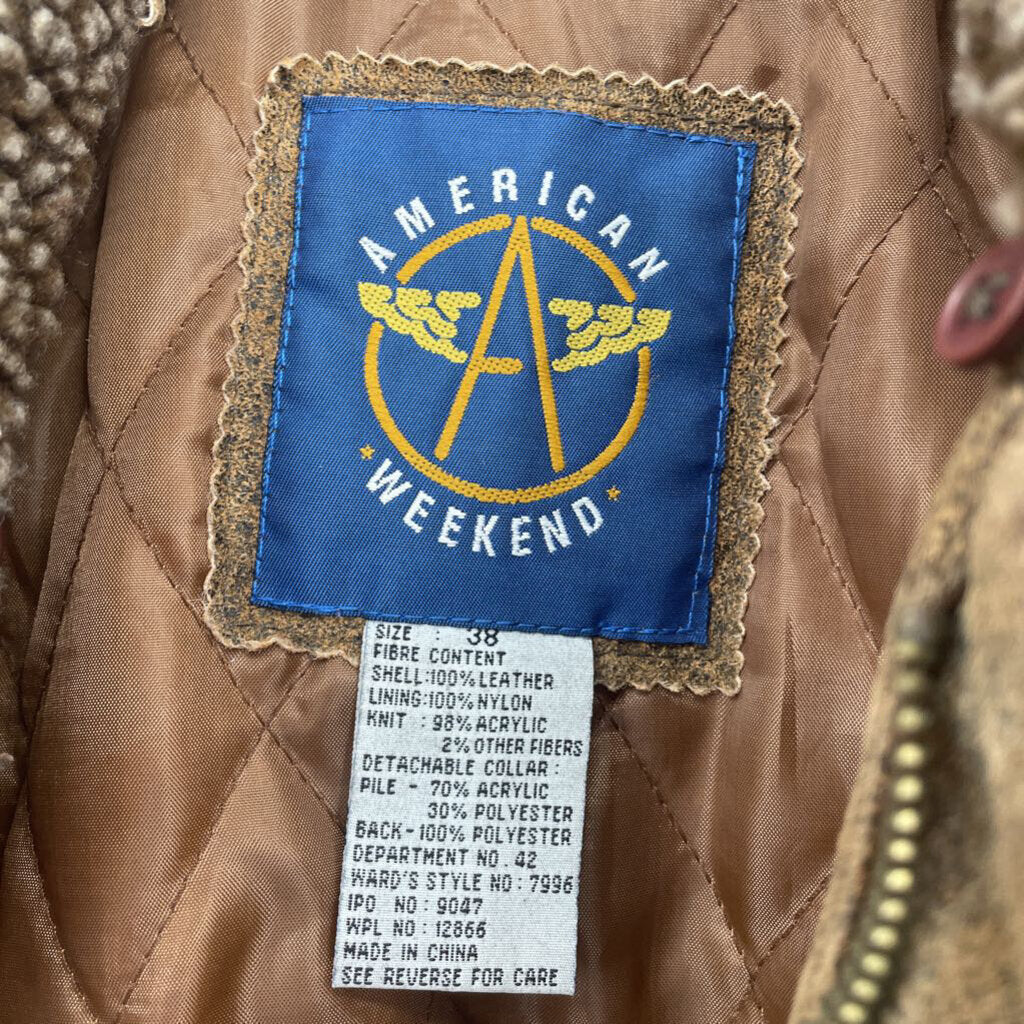 AMERICAN
WEEKEND
SIZE : 38
FIBRE CONTENT
SHELL:100% LEATHER
LINING:100% NYLON
KNIT : 98% ACRYLIC
2% OTHER FIBERS
DETACHABLE COLLAR :
PILE - 70% ACRYLIC
30% POLYESTER
BACK-100% POLYESTER
DEPARTMENT NO. 42
WARD'S STYLE NO: 7996
IPO NO: 9047
WPL NO: 12866
MADE IN CHINA
SEE REVERSE FOR CARE